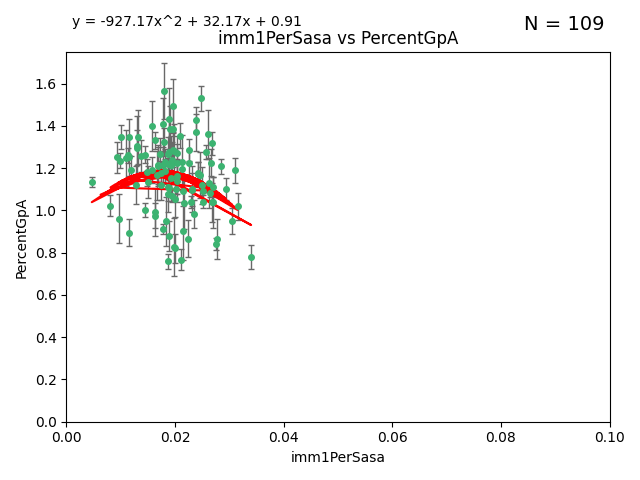 y = -927.17x^2 + 32.17x + 0.91
N = 109
imm1PerSasa vs PercentGpA
1.6
1.4
1.2
1.0
0.8
0.6
0.4
0.2
0.0
PercentGpA
0.00 0.02 0.04 0.06 0.08 0.10
imm1PerSasa